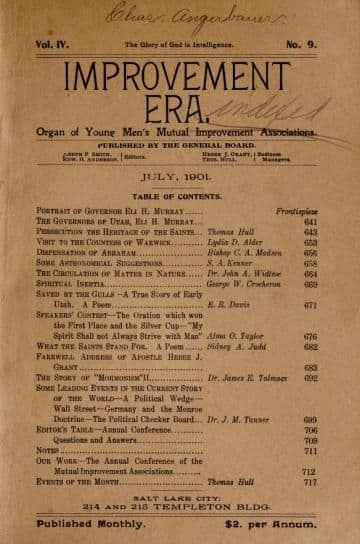 Chas. Angerbauer
Vol. IV. The Glory of God is Intelligence. No. 9.
IMPROVEMENT
ERA.
indexed
Organ of Young Men's Mutual Improvement Associations.
PUBLISHED BY THE GENERAL BOARD.
JOSEPH F. SMITH, EDW. H. ANDERSON, } Editors. HEBER J. GRANT, THOS. HULL, } Business Managers.
JULY, 1901.
TABLE OF CONTENTS.
PORTRAIT OF GOVERNOR ELI H. MURRAY ...... Frontispiece
THE GOVERNORS OF UTAH, ELI H. MURRAY... 641
PERSECUTION THE HERITAGE OF THE SAINTS... Thomas Hull 643
VISIT TO THE COUNTESS OF WARWICK........... Lydia D. Alder 653
DISPENSATION OF ABRAHAM..................... Bishop C. A. Madsen 656
SOME ASTRONOMICAL SUGGESTIONS............ S. A. Kenner 658
THE CIRCULATION OF MATTER IN NATURE...... Dr. John A. Widtsoe 664
SPIRITUAL INERTIA.............................. George W. Crocheron 669
SAVED BY THE GULLS—A True Story of Early
Utah. A Poem.......................... E. R. Davis 671
SPEAKERS' CONTEST—The Oration which won
the First Place and the Silver Cup—"My
Spirit Shall not Always Strive with Man" Alma O. Taylor 676
WHAT THE SAINTS STAND FOR. A Poem...... Sidney A. Judd 682
FAREWELL ADDRESS OF APOSTLE HEBER J.
GRANT.................................... 683
THE STORY OF "MORMONISM" II............... Dr. James E. Talmage 692
SOME LEADING EVENTS IN THE CURRENT STORY
OF THE WORLD—A Political Wedge—
Wall Street—Germany and the Monroe
Doctrine—The Political Checker Board... Dr. J. M. Tanner 699
EDITOR'S TABLE—Annual Conference............ 706
Questions and Answers................... 709
NOTES........................................ 711
OUR WORK—The Annual Conference of the
Mutual Improvement Associations......... 712
EVENTS OF THE MONTH........................ Thomas Hull 717
SALT LAKE CITY:
214 AND 215 TEMPLETON BLDG.
Published Monthly. $2. per Annum.